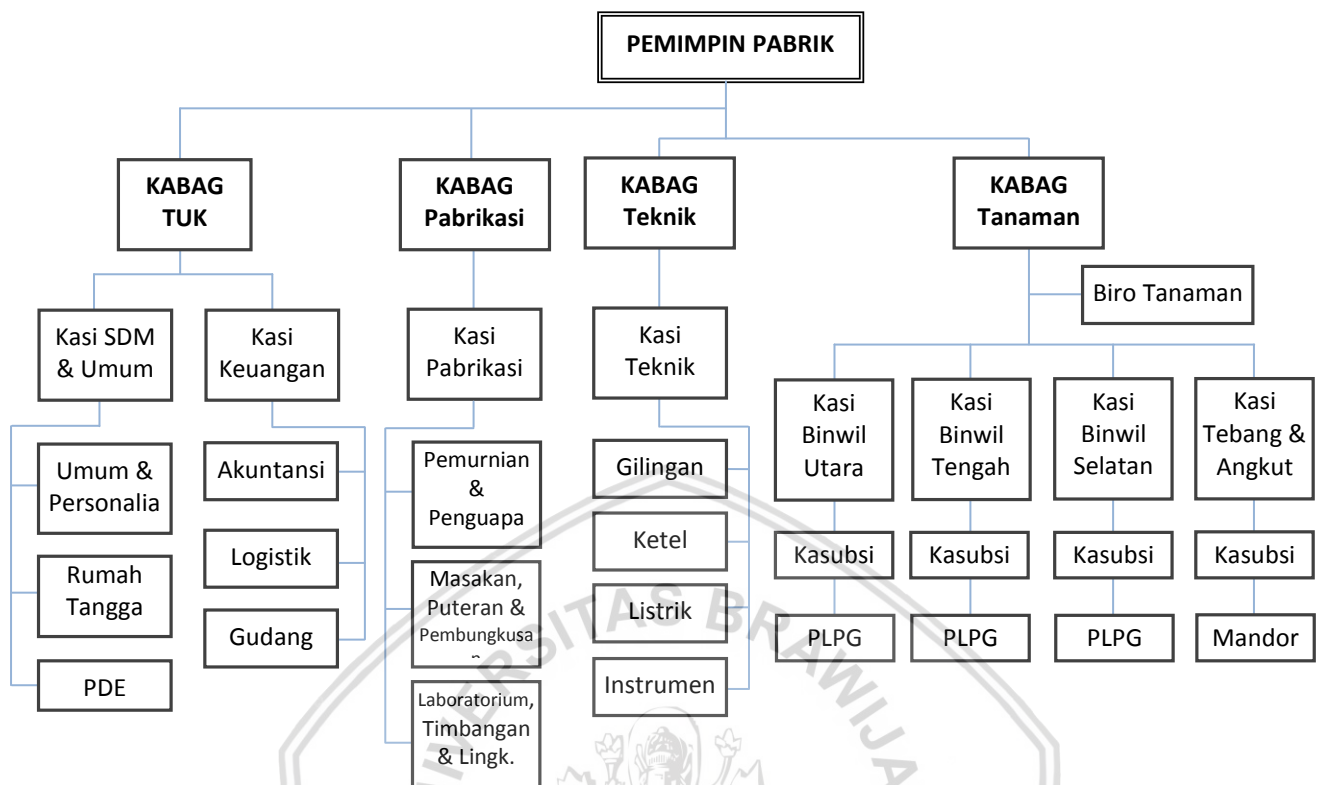 PEMIMPIN PABRIK
KABAG
TUK
KABAG
Pabrikasi
KABAG
Teknik
KABAG
Tanaman
Biro Tanaman
Kasi SDM
& Umum
Kasi
Keuangan
Kasi
Pabrikasi
Kasi
Teknik
Kasi
Binwil
Utara
Kasi
Binwil
Tengah
Kasi
Binwil
Selatan
Kasi
Tebang &
Angkut
Umum &
Personalia
Rumah
Tangga
PDE
Akuntansi
Logistik
Gudang
Pemurnian
&
Penguapa
Masakan,
Puteran &
Pembungkusa
n
Laboratorium,
Timbangan
& Lingk.
Gilingan
Ketel
Listrik
Instrumen
Kasubsi
Kasubsi
Kasubsi
Kasubsi
PLPG
PLPG
PLPG
Mandor
IVERSITAS BRAWIJA